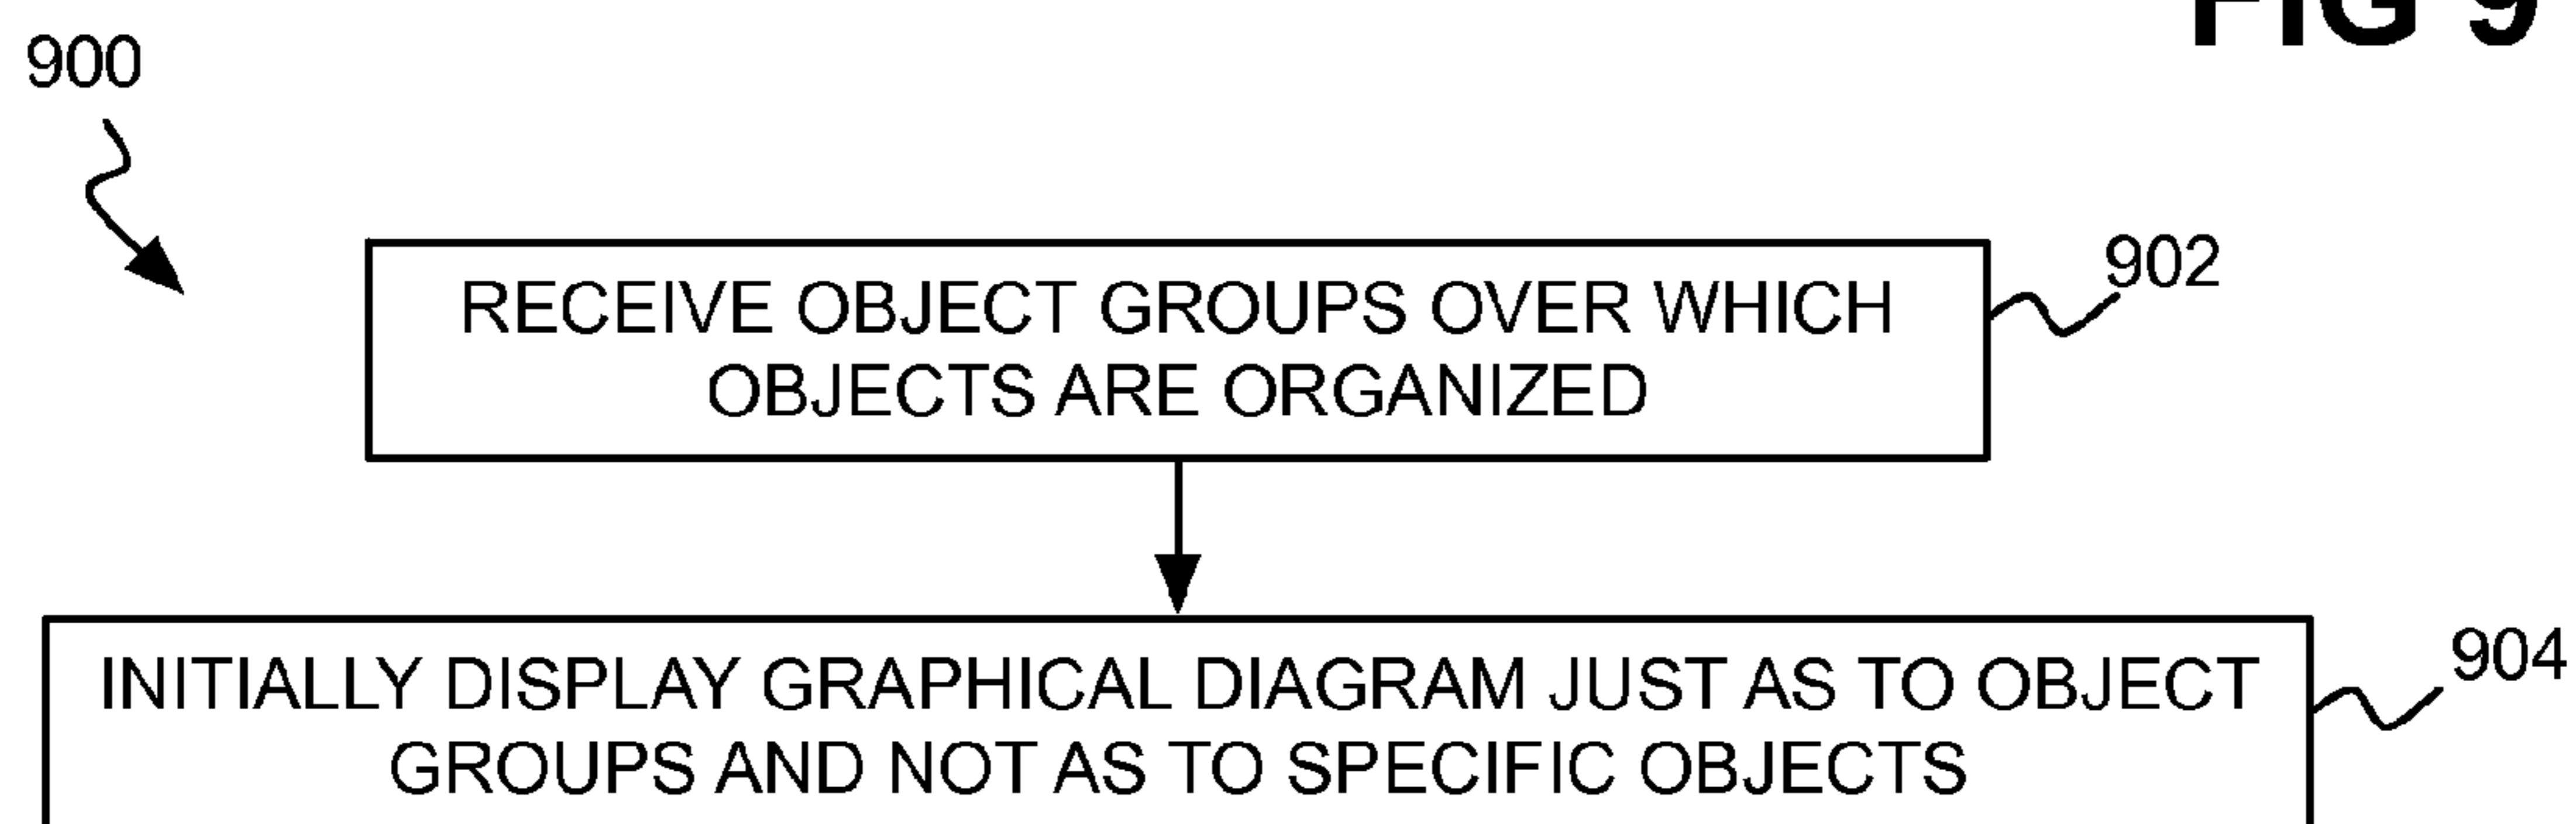 FIG 9
900
902
RECEIVE OBJECT GROUPS OVER WHICH
OBJECTS ARE ORGANIZED
904
INITIALLY DISPLAY GRAPHICAL DIAGRAM JUST AS TO OBJECT
GROUPS AND NOT AS TO SPECIFIC OBJECTS